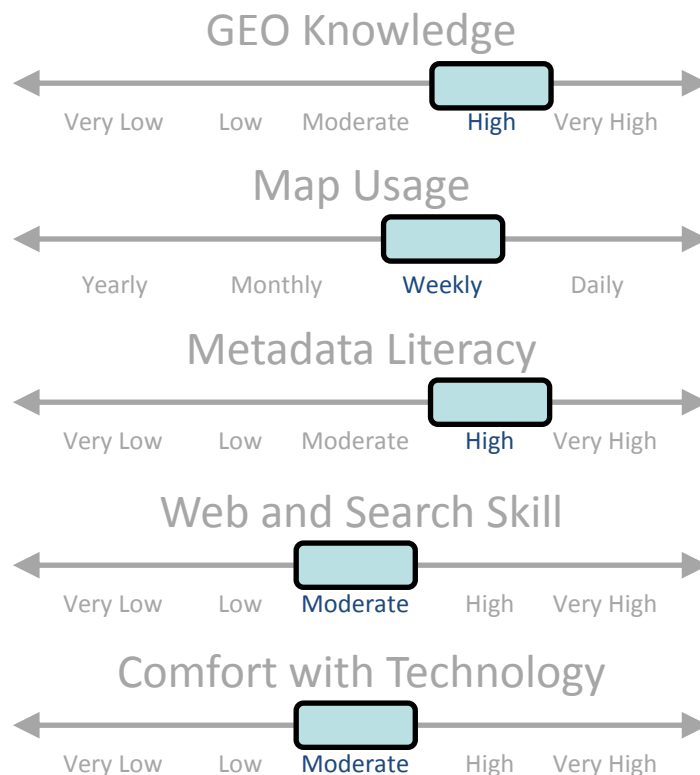 GEO Knowledge
Very Low Low Moderate High Very High
Map Usage
Yearly Monthly Weekly Daily
Metadata Literacy
Very Low Low Moderate High Very High
Web and Search Skill
Very Low Low Moderate High Very High
Comfort with Technology
Very Low Low Moderate High Very High